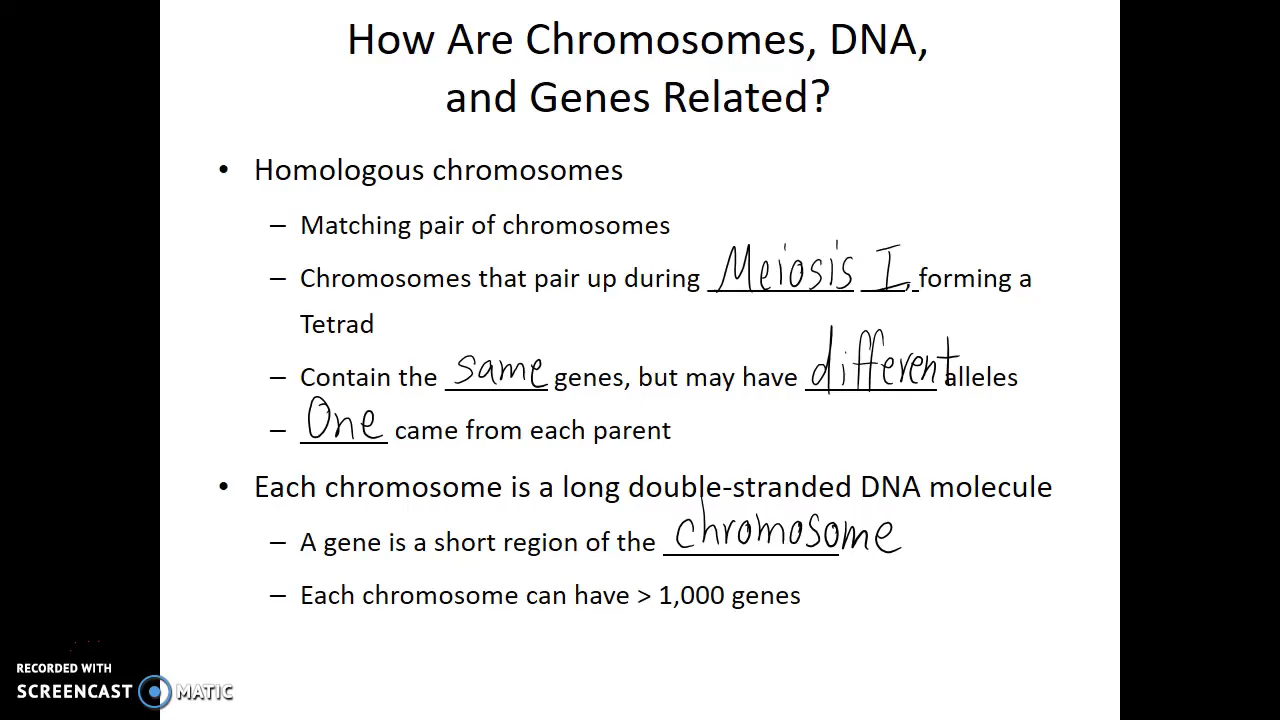 How Are Chromosomes, DNA,
and Genes Related?
• Homologous chromosomes
– Matching pair of chromosomes
– Chromosomes that pair up during Meiosis I, forming a
Tetrad
– Contain the same genes, but may have different alleles
– One came from each parent
• Each chromosome is a long double-stranded DNA molecule
– A gene is a short region of the chromosome
– Each chromosome can have > 1,000 genes
RECORDED WITH
SCREENCAST MATIC